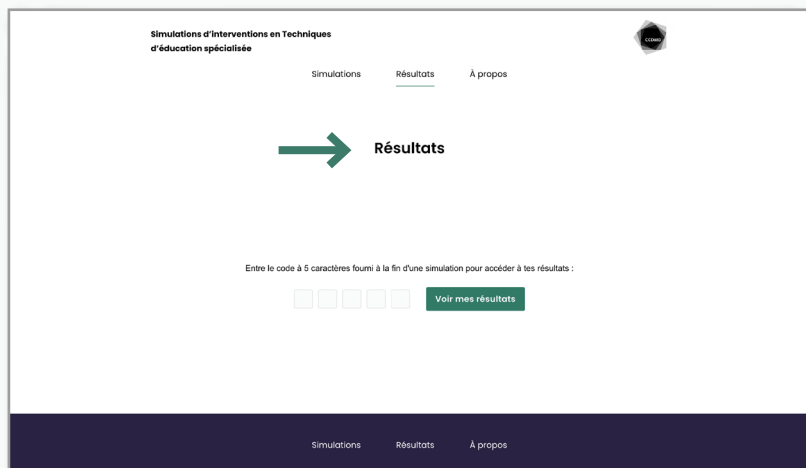 Simulations d'interventions en Techniques
d'éducation spécialisée
CCDMD
Simulations Résultats À propos
Résultats
Entre le code à 5 caractères fourni à la fin d'une simulation pour accéder à tes résultats :
Voir mes résultats
Simulations Résultats À propos